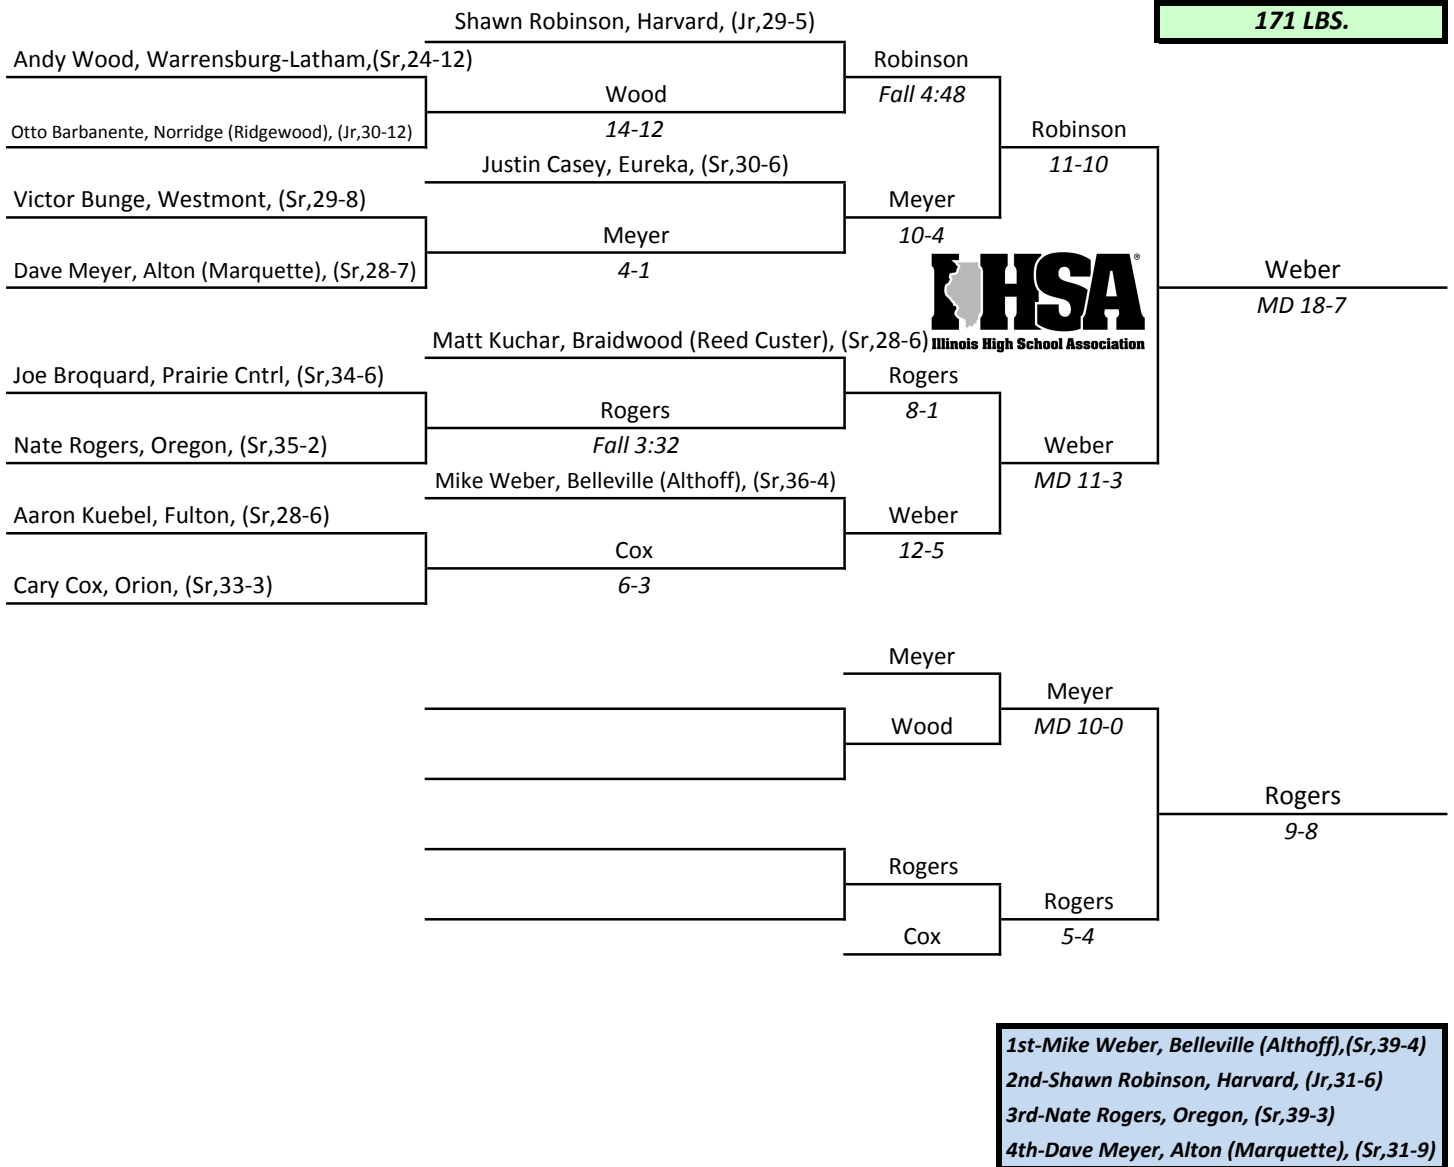 171 LBS.
Shawn Robinson, Harvard, (Jr,29-5)
Andy Wood, Warrensburg-Latham,(Sr,24-12)
Robinson
Fall 4:48
Wood
14-12
Otto Barbanente, Norridge (Ridgewood), (Jr,30-12)
Robinson
11-10
Justin Casey, Eureka, (Sr,30-6)
Victor Bunge, Westmont, (Sr,29-8)
Meyer
10-4
Meyer
4-1
Dave Meyer, Alton (Marquette), (Sr,28-7)
IHSA®
Illinois High School Association
Weber
MD 18-7
Matt Kuchar, Braidwood (Reed Custer), (Sr,28-6)
Joe Broquard, Prairie Cntrl, (Sr,34-6)
Rogers
8-1
Rogers
Fall 3:32
Nate Rogers, Oregon, (Sr,35-2)
Weber
MD 11-3
Mike Weber, Belleville (Althoff), (Sr,36-4)
Aaron Kuebel, Fulton, (Sr,28-6)
Weber
12-5
Cox
6-3
Cary Cox, Orion, (Sr,33-3)
Meyer
Meyer
MD 10-0
Wood
Rogers
9-8
Rogers
Rogers
5-4
Cox
1st-Mike Weber, Belleville (Althoff),(Sr,39-4)
2nd-Shawn Robinson, Harvard, (Jr,31-6)
3rd-Nate Rogers, Oregon, (Sr,39-3)
4th-Dave Meyer, Alton (Marquette), (Sr,31-9)